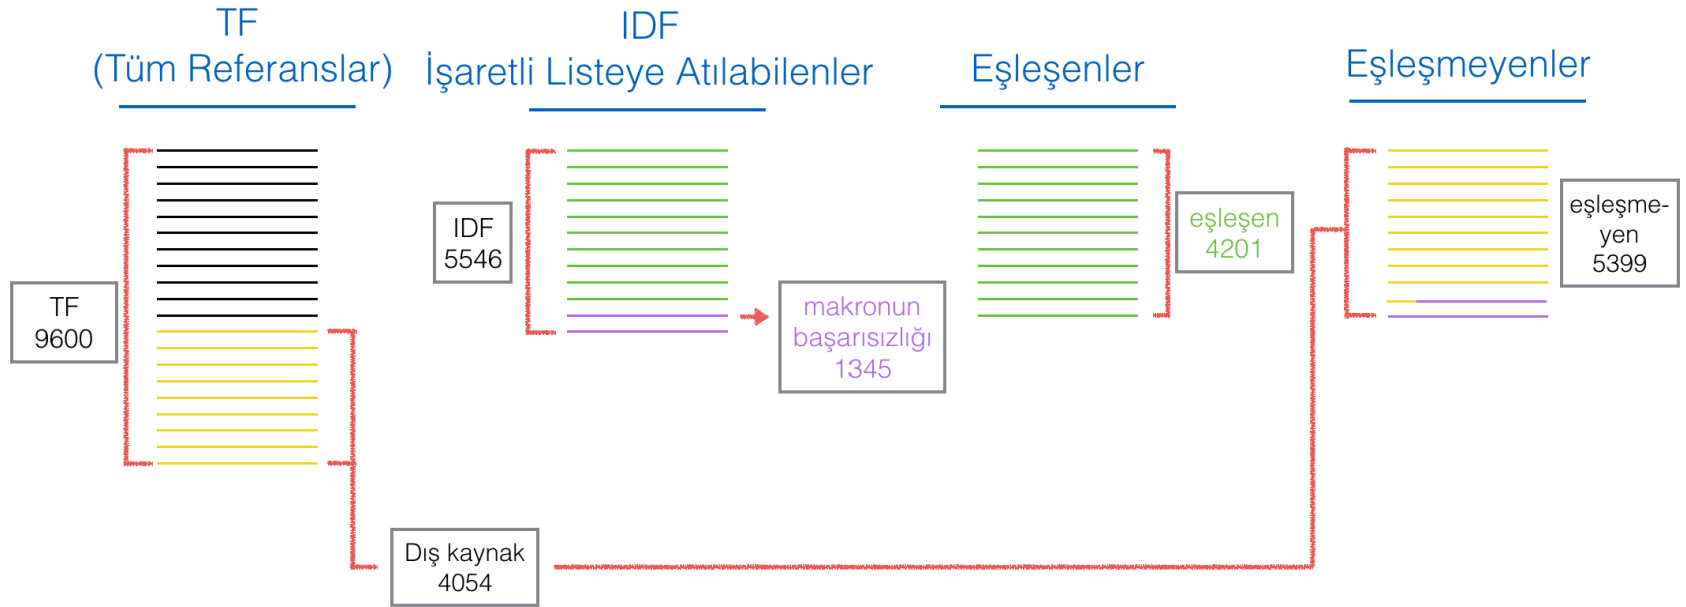 TF
(Tüm Referanslar)
IDF
İşaretli Listeye Atılabilenler
Eşleşenler
Eşleşmeyenler
TF
9600
IDF
5546
makronun
başarısızlığı
1345
eşleşen
4201
eşleşme-
yen
5399
Dış kaynak
4054